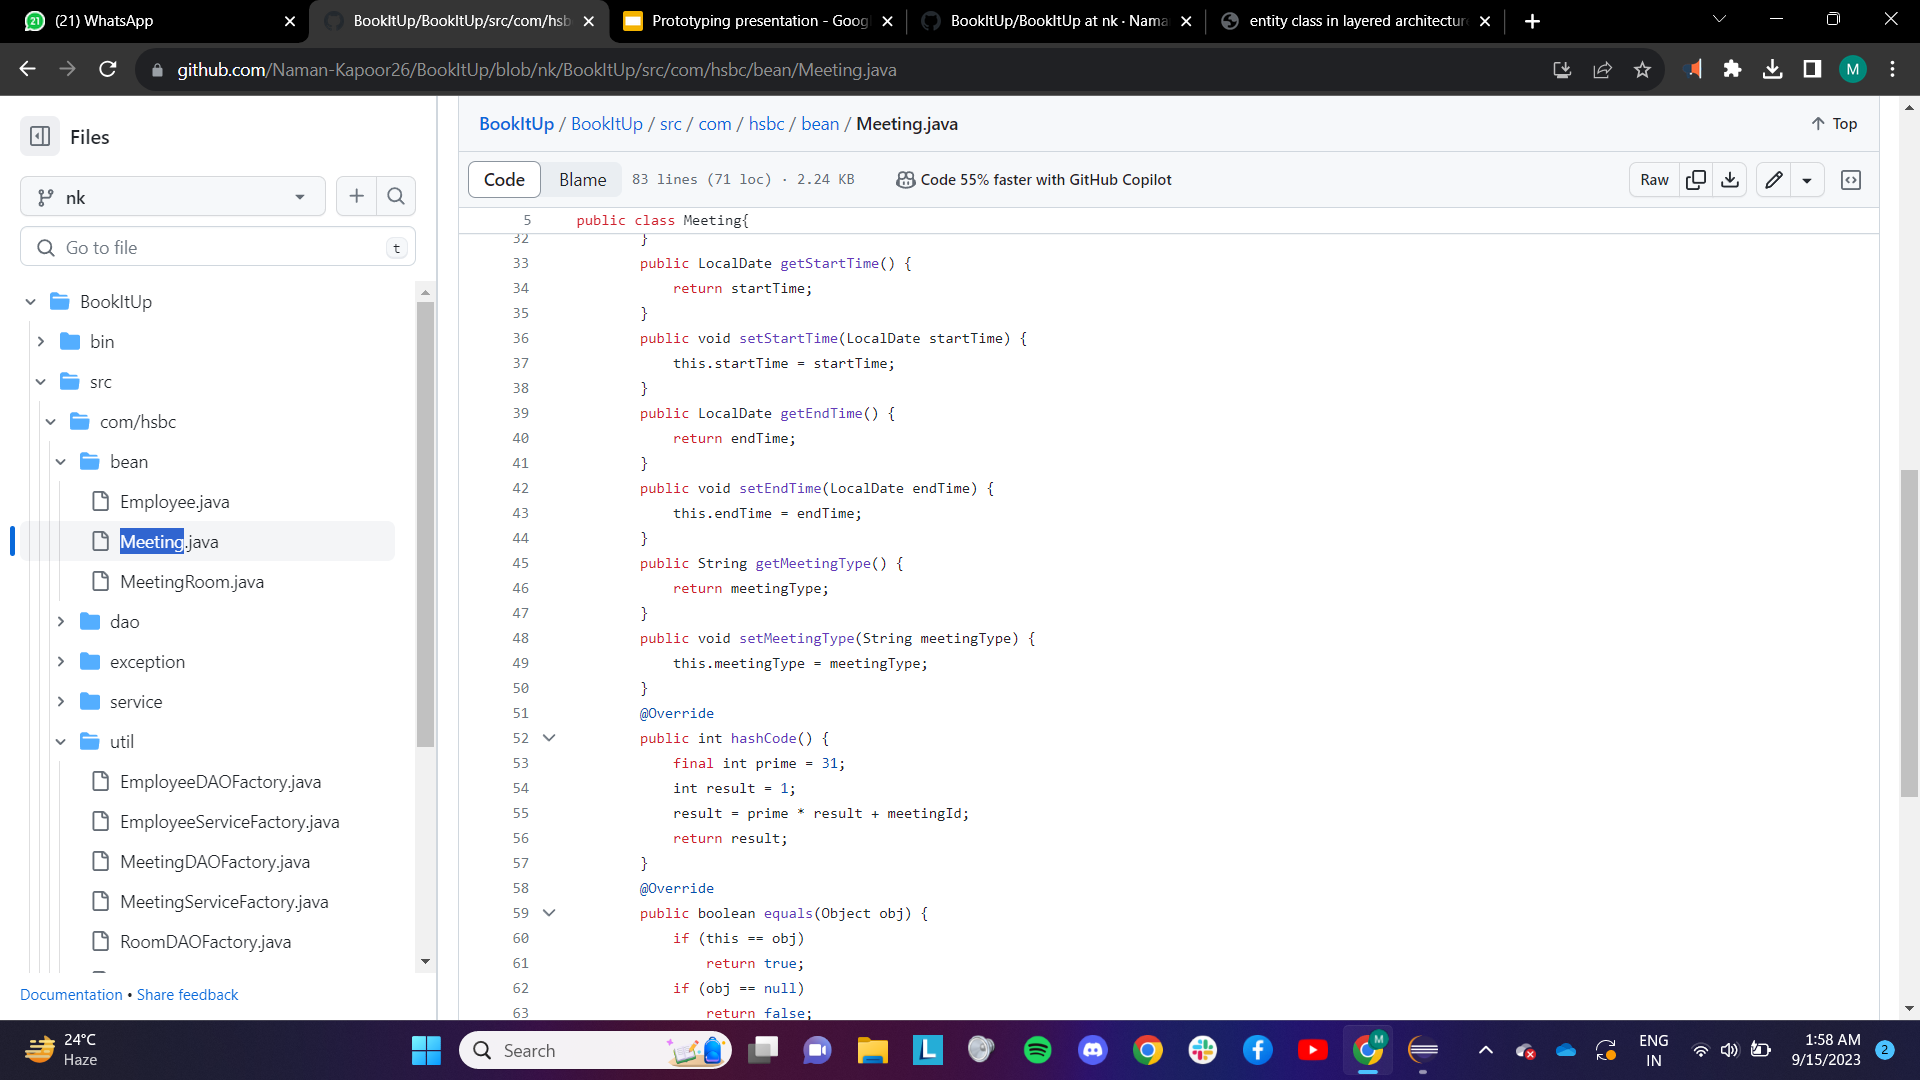 (21) WhatsApp
BookItUp/BookItUp/src/com/hsb
Prototyping presentation - Goog
BookItUp/BookItUp at nk · Nama
entity class in layered architectur
github.com/Naman-Kapoor26/BookItUp/blob/nk/BookItUp/src/com/hsbc/bean/Meeting.java
M
Files
nk
Go to file
t
BookItUp
bin
src
com/hsbc
bean
Employee.java
Meeting.java
MeetingRoom.java
dao
exception
service
util
EmployeeDAOFactory.java
EmployeeServiceFactory.java
MeetingDAOFactory.java
MeetingServiceFactory.java
RoomDAOFactory.java
Documentation • Share feedback
BookItUp / BookItUp / src / com / hsbc / bean / Meeting.java
Top
Code Blame 83 lines (71 loc) · 2.24 KB Code 55% faster with GitHub Copilot
Raw
5 public class Meeting{
32 }
33 public LocalDate getStartTime() {
34 return startTime;
35 }
36 public void setStartTime(LocalDate startTime) {
37 this.startTime = startTime;
38 }
39 public LocalDate getEndTime() {
40 return endTime;
41 }
42 public void setEndTime(LocalDate endTime) {
43 this.endTime = endTime;
44 }
45 public String getMeetingType() {
46 return meetingType;
47 }
48 public void setMeetingType(String meetingType) {
49 this.meetingType = meetingType;
50 }
51 @Override
52 public int hashCode() {
53 final int prime = 31;
54 int result = 1;
55 result = prime * result + meetingId;
56 return result;
57 }
58 @Override
59 public boolean equals(Object obj) {
60 if (this == obj)
61 return true;
62 if (obj == null)
63 return false;
24°C
Haze
Search
ENG
IN
1:58 AM
9/15/2023
2